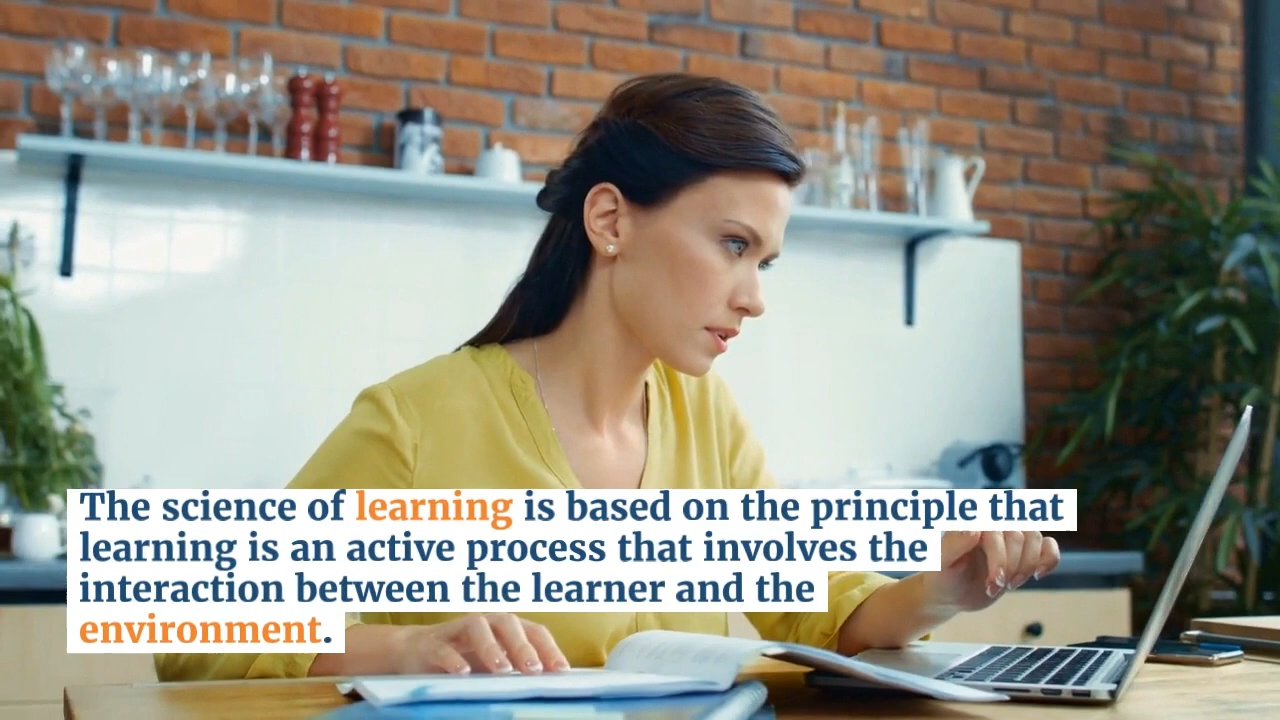 The science of learning is based on the principle that
learning is an active process that involves the
interaction between the learner and the
environment.